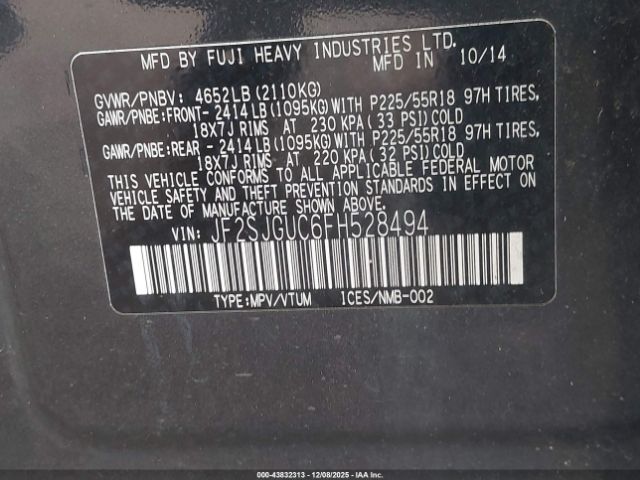 MFD BY FUJI HEAVY INDUSTRIES LTD.
MFD IN 10/14
GVWR/PNBV: 4652LB(2110KG)
GAWR/PNBE:FRONT- 2414LB(1095KG)WITH P225/55R18 97H TIRES,
18X7J RIMS AT 230 KPA(33 PSI)COLD
GAWR/PNBE:REAR - 2414LB(1095KG)WITH P225/55R18 97H TIRES,
18X7J RIMS AT 220 KPA(32 PSI)COLD
THIS VEHICLE CONFORMS TO ALL APPLICABLE FEDERAL MOTOR
VEHICLE SAFETY AND THEFT PREVENTION STANDARDS IN EFFECT ON
THE DATE OF MANUFACTURE SHOWN ABOVE.
VIN: JF2SJGUC6FH528494
TYPE:MPV/VTUM ICES/NMB-002
000-43832313 - 12/08/2025 - IAA Inc.